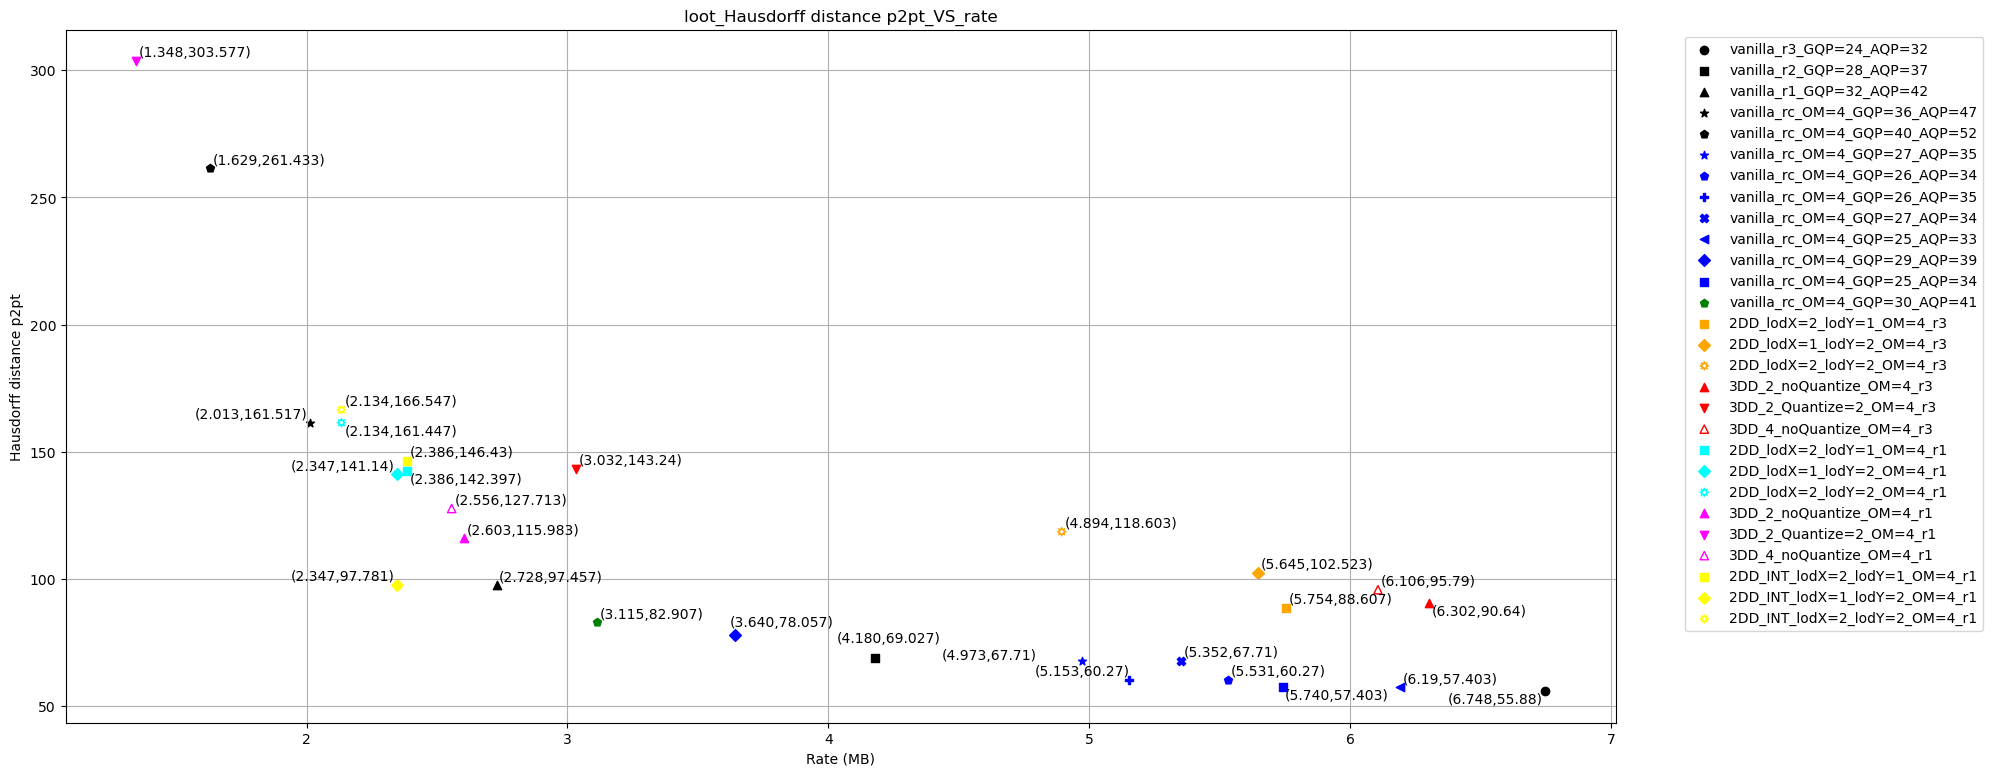 loot_Hausdorff distance p2pt_VS_rate
Hausdorff distance p2pt
300
250
200
150
100
50
(1.348,303.577)
(1.629,261.433)
(2.134,166.547)
(2.013,161.517)
(2.134,161.447)
(2.386,146.43)
(2.347,141.14)
(3.032,143.24)
(2.386,142.397)
(2.556,127.713)
(4.894,118.603)
(2.603,115.983)
(5.645,102.523)
(2.347,97.781)
(2.728,97.457)
(6.106,95.79)
(5.754,88.607)
(6.302,90.64)
(3.115,82.907)
(3.640,78.057)
(4.180,69.027)
(4.973,67.71)
(5.352,67.71)
(5.153,60.27)
(5.531,60.27)
(6.19,57.403)
(5.740,57.403)
(6.748,55.88)
2
3
4
5
6
7
Rate (MB)
vanilla_r3_GQP=24_AQP=32
vanilla_r2_GQP=28_AQP=37
vanilla_r1_GQP=32_AQP=42
vanilla_rc_OM=4_GQP=36_AQP=47
vanilla_rc_OM=4_GQP=40_AQP=52
vanilla_rc_OM=4_GQP=27_AQP=35
vanilla_rc_OM=4_GQP=26_AQP=34
vanilla_rc_OM=4_GQP=26_AQP=35
vanilla_rc_OM=4_GQP=27_AQP=34
vanilla_rc_OM=4_GQP=25_AQP=33
vanilla_rc_OM=4_GQP=29_AQP=39
vanilla_rc_OM=4_GQP=25_AQP=34
vanilla_rc_OM=4_GQP=30_AQP=41
2DD_lodX=2_lodY=1_OM=4_r3
2DD_lodX=1_lodY=2_OM=4_r3
2DD_lodX=2_lodY=2_OM=4_r3
3DD_2_noQuantize_OM=4_r3
3DD_2_Quantize=2_OM=4_r3
3DD_4_noQuantize_OM=4_r3
2DD_lodX=2_lodY=1_OM=4_r1
2DD_lodX=1_lodY=2_OM=4_r1
2DD_lodX=2_lodY=2_OM=4_r1
3DD_2_noQuantize_OM=4_r1
3DD_2_Quantize=2_OM=4_r1
3DD_4_noQuantize_OM=4_r1
2DD_INT_lodX=2_lodY=1_OM=4_r1
2DD_INT_lodX=1_lodY=2_OM=4_r1
2DD_INT_lodX=2_lodY=2_OM=4_r1